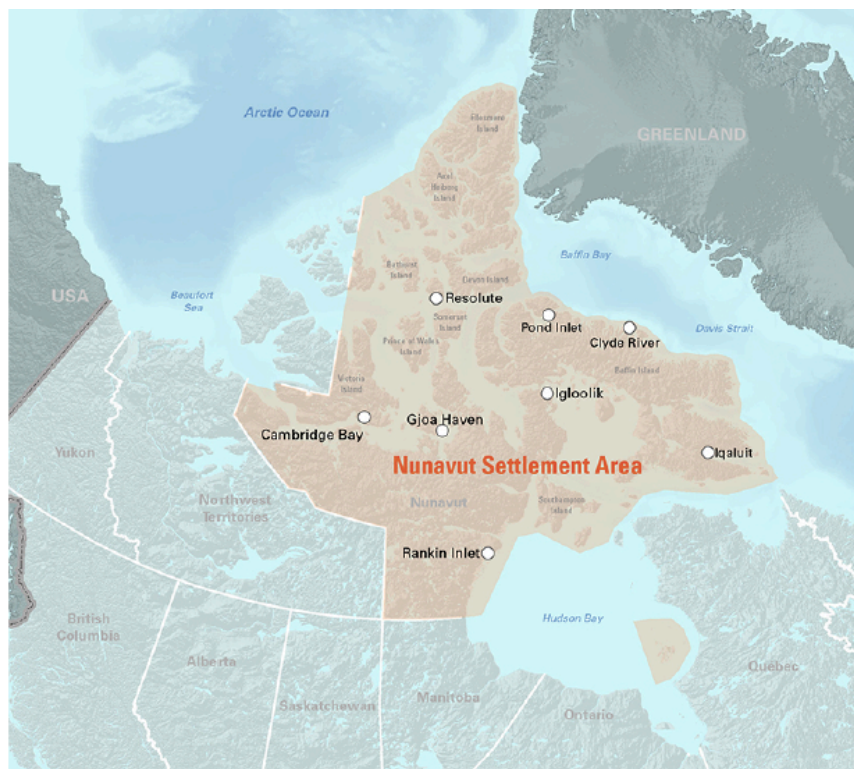 Ellesmere
Island
Arctic Ocean
GREENLAND
Axel
Heiberg
Island
Baffin Bay
Bathurst
Island
Devon Island
USA
Beaufort
Sea
Resolute
Somerset
Island
Pond Inlet
Davis Strait
Clyde River
Prince of Wales
Island
Baffin Island
Victoria
Island
Igloolik
Gjoa Haven
Cambridge Bay
Iqaluit
Yukon
Nunavut Settlement Area
Northwest
Territories
Nunavut
Southampton
Island
Rankin Inlet
British
Columbia
Hudson Bay
Alberta
Québec
Saskatchewan
Manitoba
Ontario